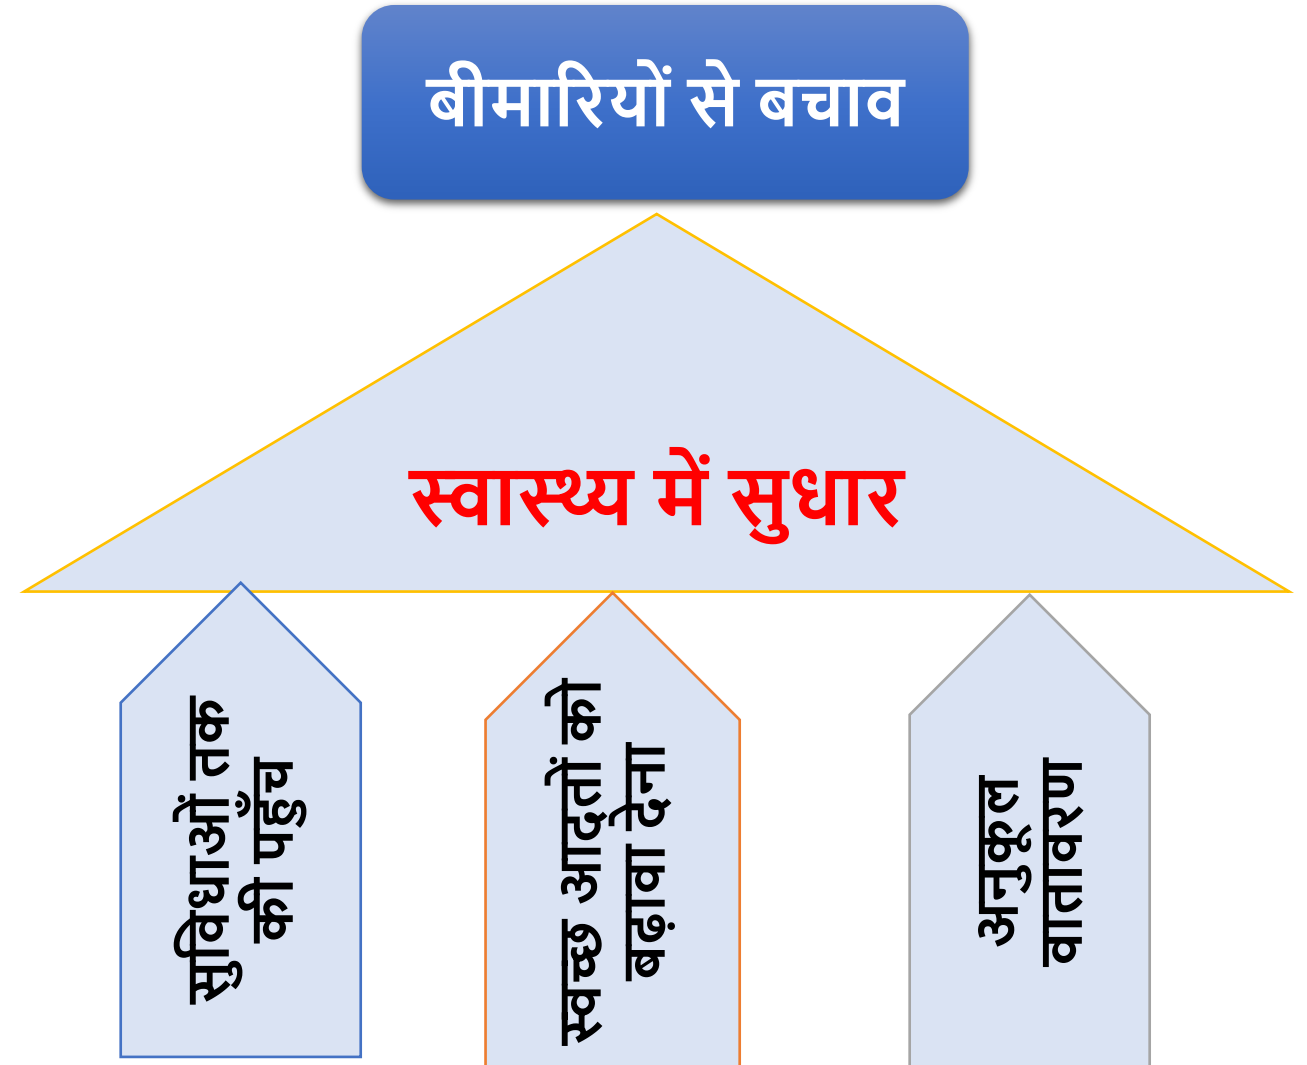 बीमारियों से बचाव
स्वास्थ्य में सुधार
सुविधाओं तक
की पहुँच
स्वच्छ आदतों को
बढ़ावा देना
अनुकूल
वातावरण